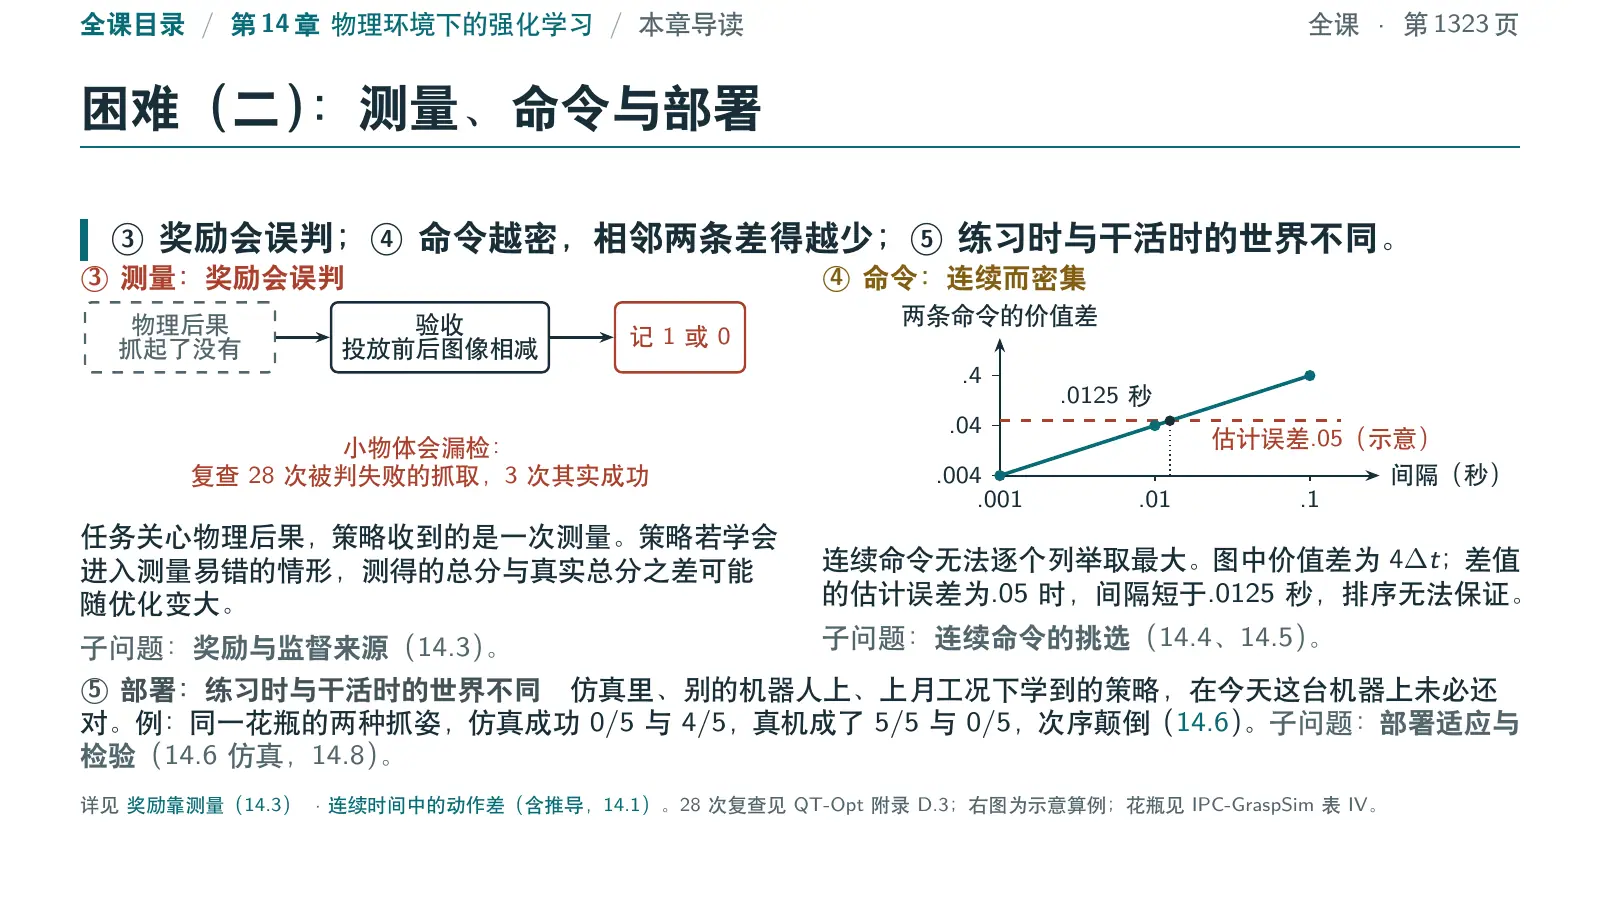 全课目录 / 第 14 章 物理环境下的强化学习 / 本章导读
全课 · 第 1323 页
困难（二）：测量、命令与部署
③ 奖励会误判；④ 命令越密，相邻两条差得越少；⑤ 练习时与干活时的世界不同。
③ 测量：奖励会误判
物理后果
抓起了没有
验收
投放前后图像相减
记 1 或 0
小物体会漏检：
复查 28 次被判失败的抓取，3 次其实成功
任务关心物理后果，策略收到的是一次测量。策略若学会
进入测量易错的情形，测得的总分与真实总分之差可能
随优化变大。
子问题：奖励与监督来源（14.3）。
④ 命令：连续而密集
两条命令的价值差
.4
.04
.004
.0125 秒
估计误差.05（示意）
间隔（秒）
.001
.01
.1
连续命令无法逐个列举取最大。图中价值差为 4Δt；差值
的估计误差为.05 时，间隔短于.0125 秒，排序无法保证。
子问题：连续命令的挑选（14.4、14.5）。
⑤ 部署：练习时与干活时的世界不同 仿真里、别的机器人上、上月工况下学到的策略，在今天这台机器上未必还
对。例：同一花瓶的两种抓姿，仿真成功 0/5 与 4/5，真机成了 5/5 与 0/5，次序颠倒（14.6）。子问题：部署适应与
检验（14.6 仿真，14.8）。
详见 奖励靠测量（14.3） · 连续时间中的动作差（含推导，14.1）。28 次复查见 QT-Opt 附录 D.3；右图为示意算例；花瓶见 IPC-GraspSim 表 IV。